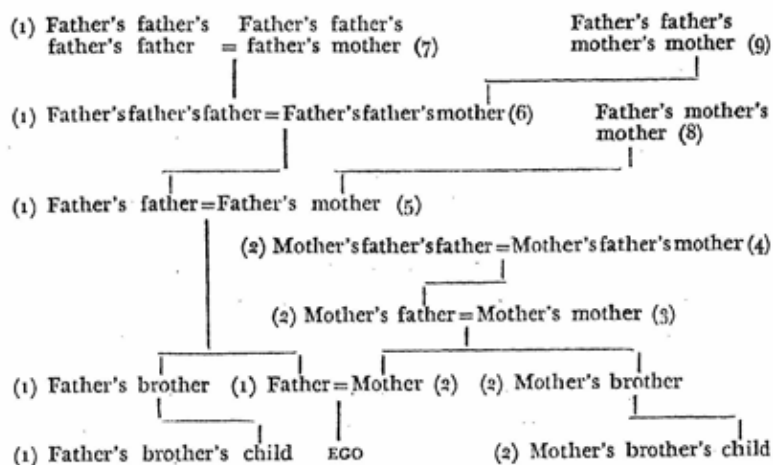 (1) Father's father's Father's father's Father's father's
father's father = father's mother (7) mother's mother (9)
(1) Father's father's father = Father's father's mother (6) Father's mother's
mother (8)
(1) Father's father = Father's mother (5)
(2) Mother's father's father = Mother's father's mother (4)
(2) Mother's father = Mother's mother (3)
(1) Father's brother (1) Father = Mother (2) (2) Mother's brother
(1) Father's brother's child EGO (2) Mother's brother's child